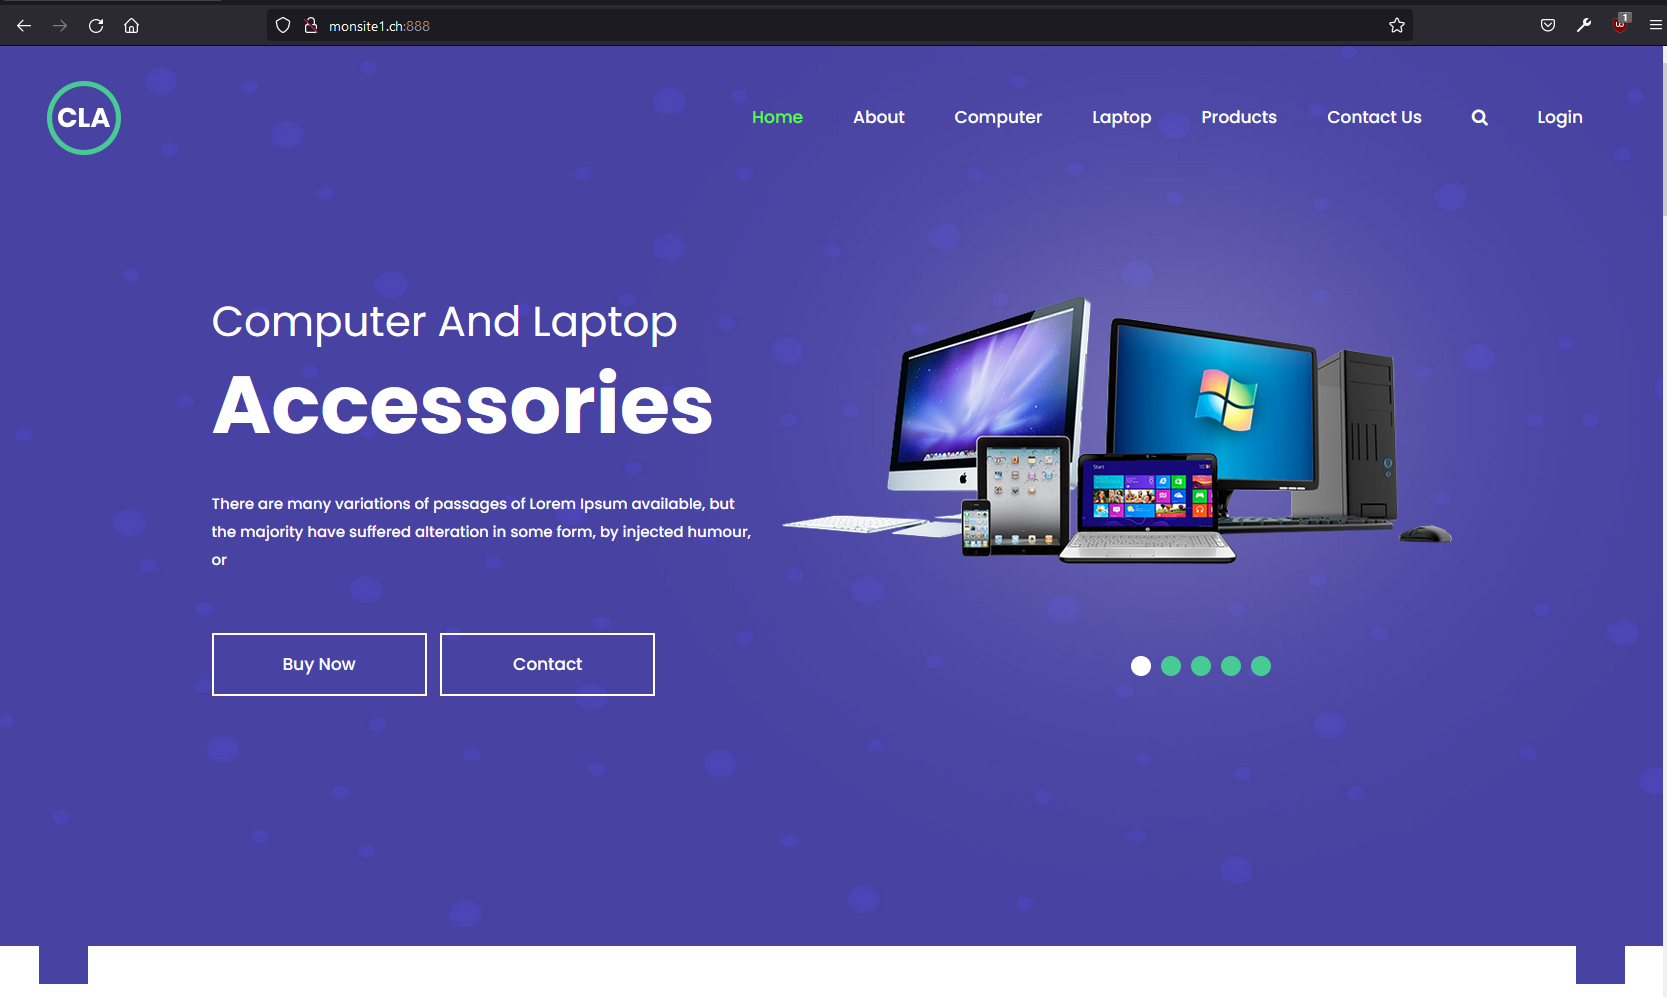 monsite1.ch:888
1
CLA
Home About Computer Laptop Products Contact Us Login
Computer And Laptop
Accessories
There are many variations of passages of Lorem Ipsum available, but
the majority have suffered alteration in some form, by injected humour,
or
Buy Now Contact
Start